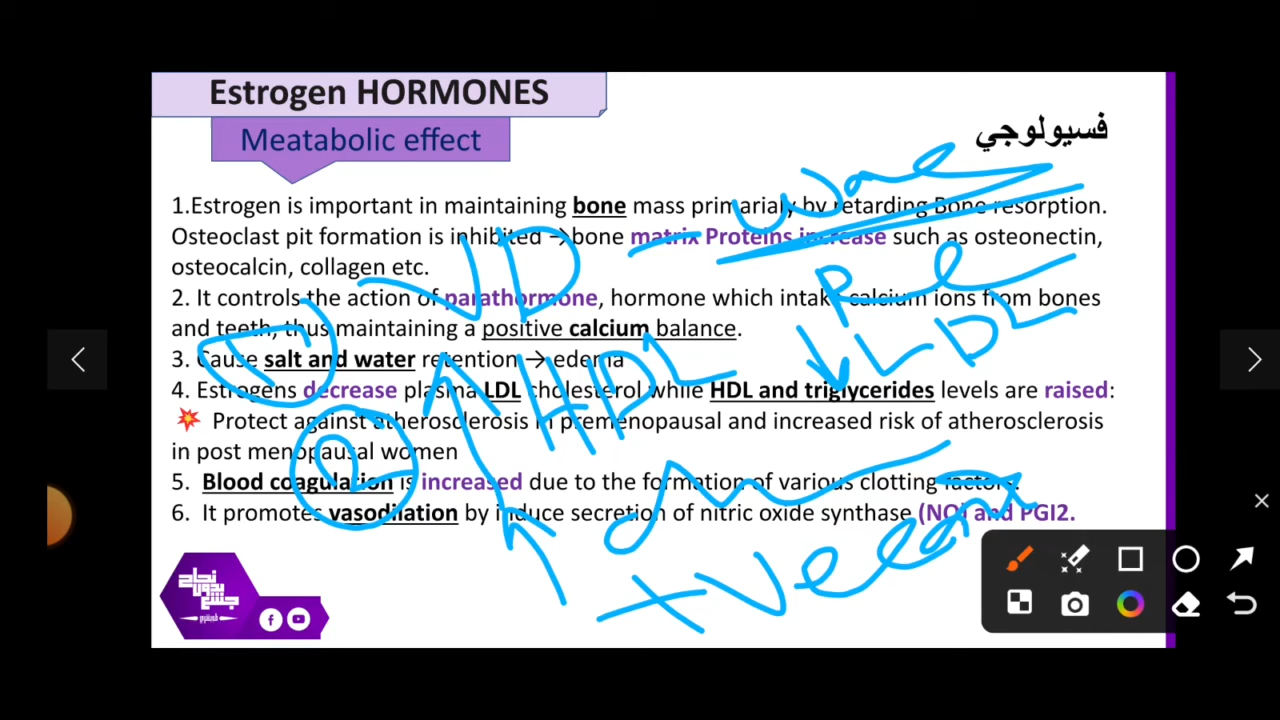 Estrogen HORMONES
Meatabolic effect
فسيولوجي
1.Estrogen is important in maintaining bone mass primarialy by retarding Bone resorption.
Osteoclast pit formation is inhibited → bone matrix Proteins increase such as osteonectin,
osteocalcin, collagen etc.
2. It controls the action of parathormone, hormone which intake calcium ions from bones
and teeth, thus maintaining a positive calcium balance.
3. Cause salt and water retention → edema
4. Estrogens decrease plasma LDL cholesterol while HDL and triglycerides levels are raised:
Protect against atherosclerosis in premenopausal and increased risk of atherosclerosis
in post menopausal women
5. Blood coagulation is increased due to the formation of various clotting factors.
6. It promotes vasodilation by induce secretion of nitric oxide synthase (NO) and PGI2.
① VD
↓ LDL
② ↑ HDL